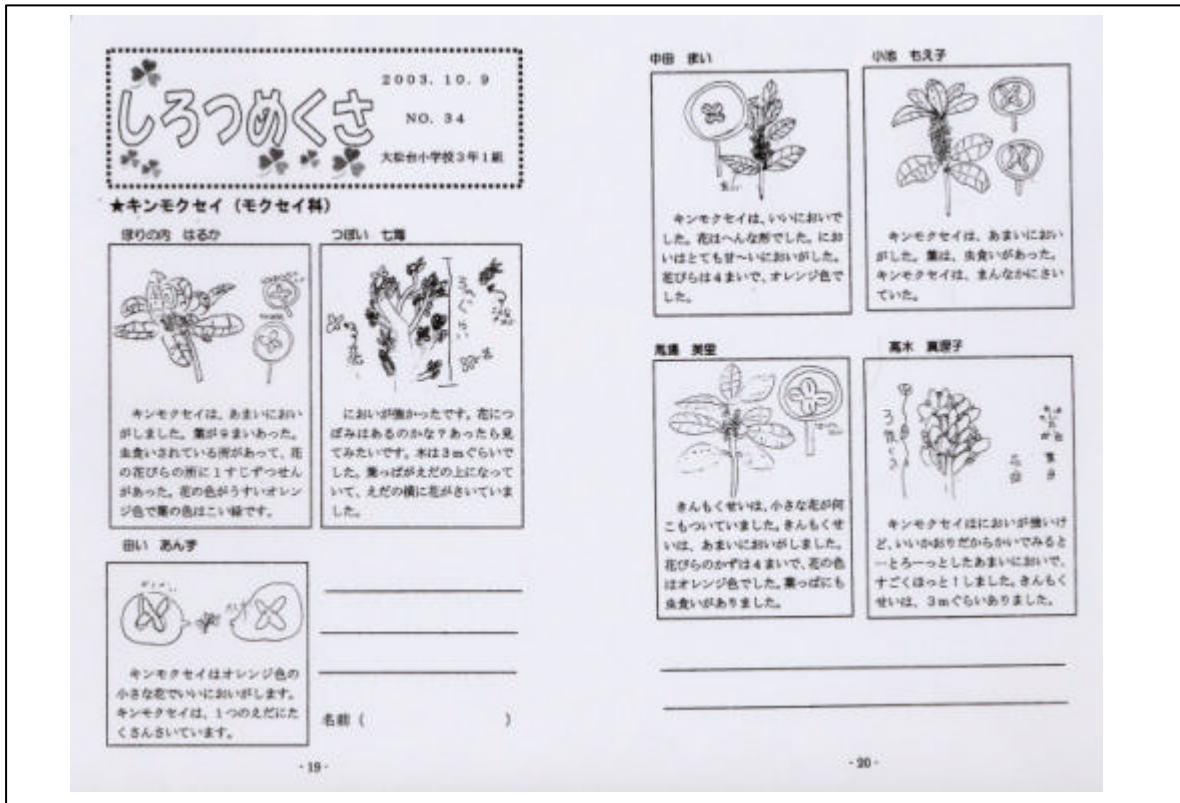 しろつめくさ
2003.10.9
NO. 34
大松台小学校3年1組
★キンモクセイ(モクセイ科)
ほりの内 はるか
キンモクセイは、あまいにおい
がしました。葉が9まいあった。
虫食いされている所があって、花
の花びらの所に1すじずつせん
があった。花の色がうすいオレン
ジ色で葉の色はこい緑です。
つぼい 七海
3mぐらい
においが強かったです。花につ
ぼみはあるのかな?あったら見
てみたいです。木は3mぐらいで
した。葉っぱがえだの上になって
いて、えだの横に花がさいていま
した。
田い あん子
キンモクセイはオレンジ色の
小さな花でいいにおいがします。
キンモクセイは、1つのえだにた
くさんさいています。
名前( )
-19-
中田 まい
キンモクセイは、いいにおいで
した。花はへんな形でした。にお
いはとても甘~いにおいがした。
花びらは4まいで、オレンジ色で
した。
小池 もえ子
キンモクセイは、あまいにおい
がした。葉は、虫食いがあった。
キンモクセイは、まんなかにさい
ていた。
馬場 美里
きんもくせいは、小さな花が何
こもついていました。きんもくせ
いは、あまいにおいがしました。
花びらのかずは4まいで、花の色
はオレンジ色でした。葉っぱにも
虫食いがありました。
高木 真理子
キンモクセイはにおいが強いけ
ど、いいかおりだからかいでみると
…とろーっとしたあまいにおいで、
すごくほっと!しました。きんもく
せいは、3mぐらいありました。
-20-